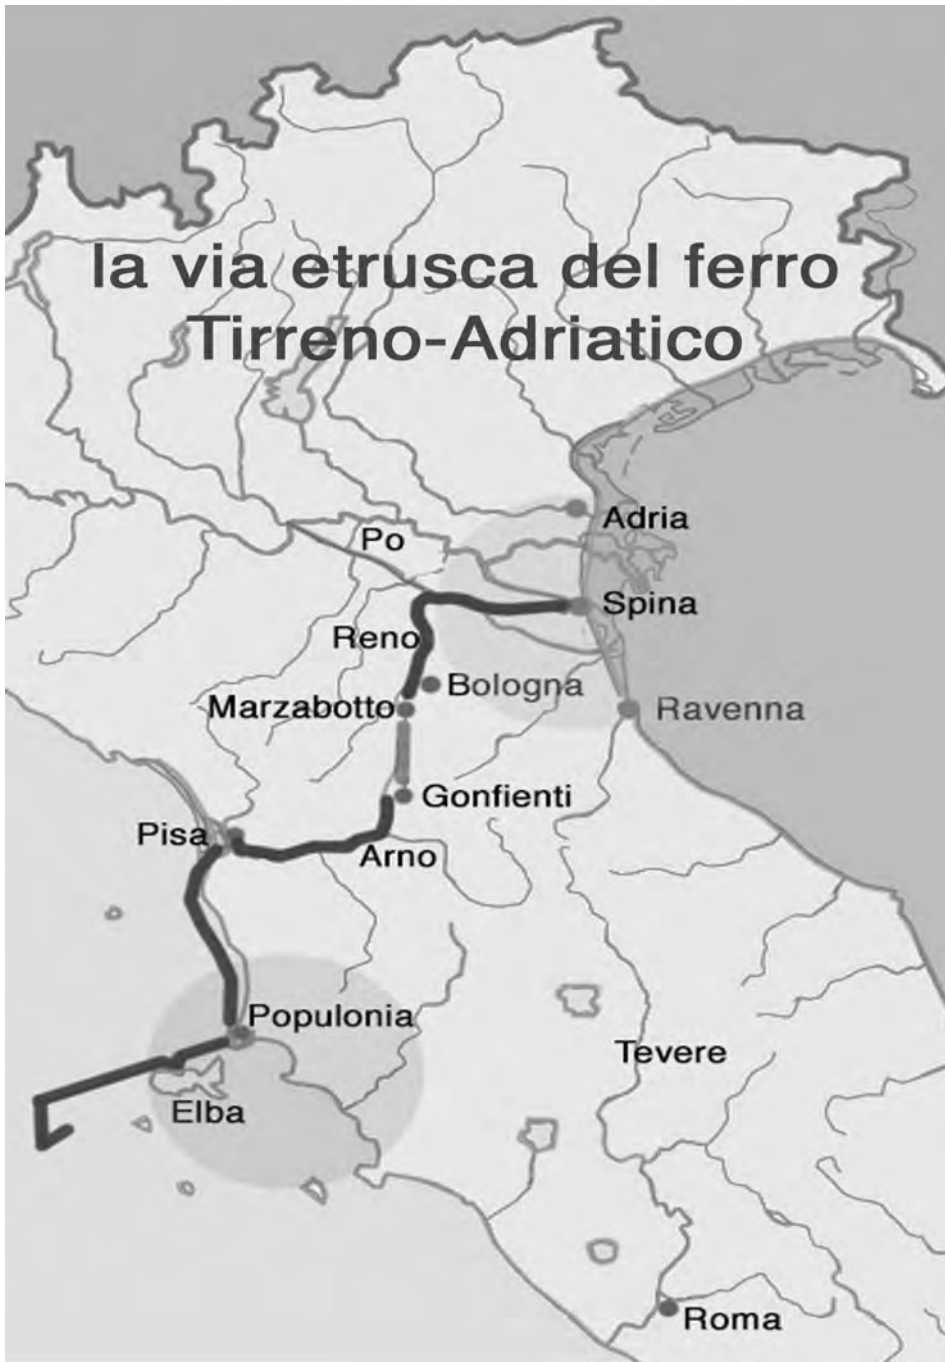 la via etrusca del ferro
Tirreno-Adriatico
Adria
Po
Spina
Reno
Bologna
Marzabotto
Ravenna
Gonfienti
Pisa
Arno
Populonia
Tevere
Elba
Roma